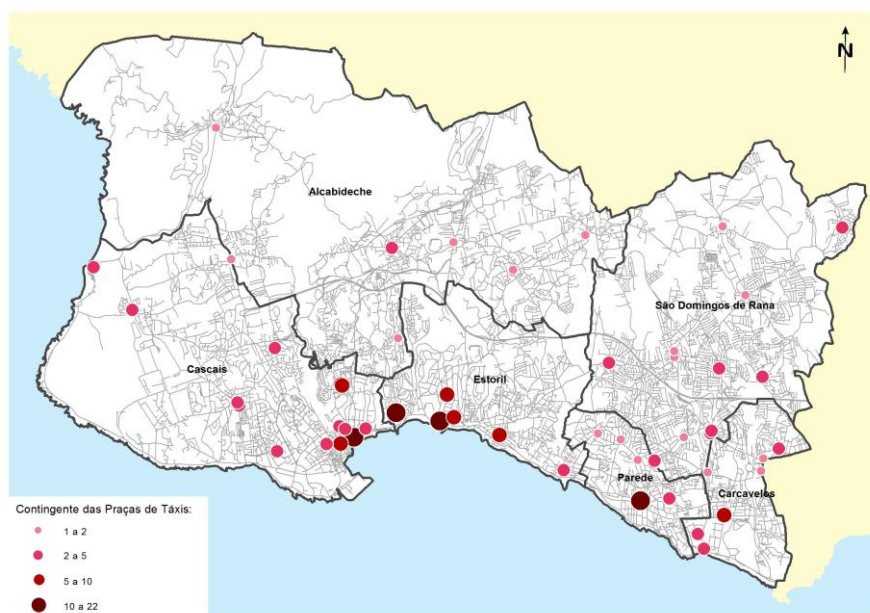 N
Alcabideche
São Domingos de Rana
Cascais
Estoril
Parede
Carcavelos
Contingente das Praças de Táxis:
1 a 2
2 a 5
5 a 10
10 a 22